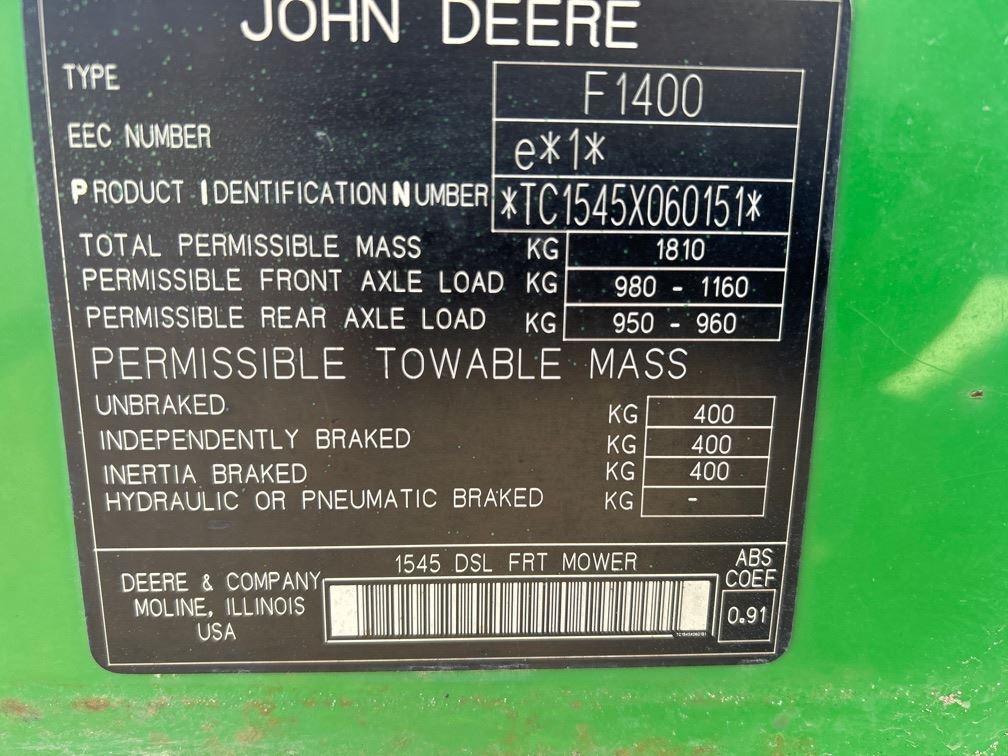 JOHN DEERE
TYPE F1400
EEC NUMBER e*1*
PRODUCT IDENTIFICATION NUMBER *TC1545X060151*
TOTAL PERMISSIBLE MASS KG 1810
PERMISSIBLE FRONT AXLE LOAD KG 980 - 1160
PERMISSIBLE REAR AXLE LOAD KG 950 - 960
PERMISSIBLE TOWABLE MASS
UNBRAKED KG 400
INDEPENDENTLY BRAKED KG 400
INERTIA BRAKED KG 400
HYDRAULIC OR PNEUMATIC BRAKED KG -
1545 DSL FRT MOWER
DEERE & COMPANY
MOLINE, ILLINOIS
USA
TC1545X060151
ABS
COEF
0.91